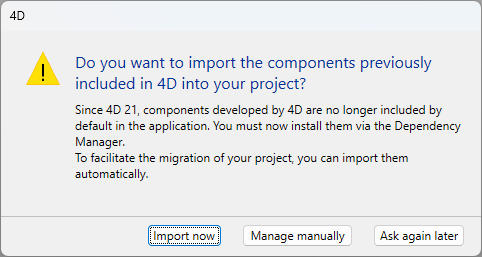 4D
Do you want to import the components previously
included in 4D into your project?
Since 4D 21, components developed by 4D are no longer included by
default in the application. You must now install them via the Dependency
Manager.
To facilitate the migration of your project, you can import them
automatically.
Import now
Manage manually
Ask again later